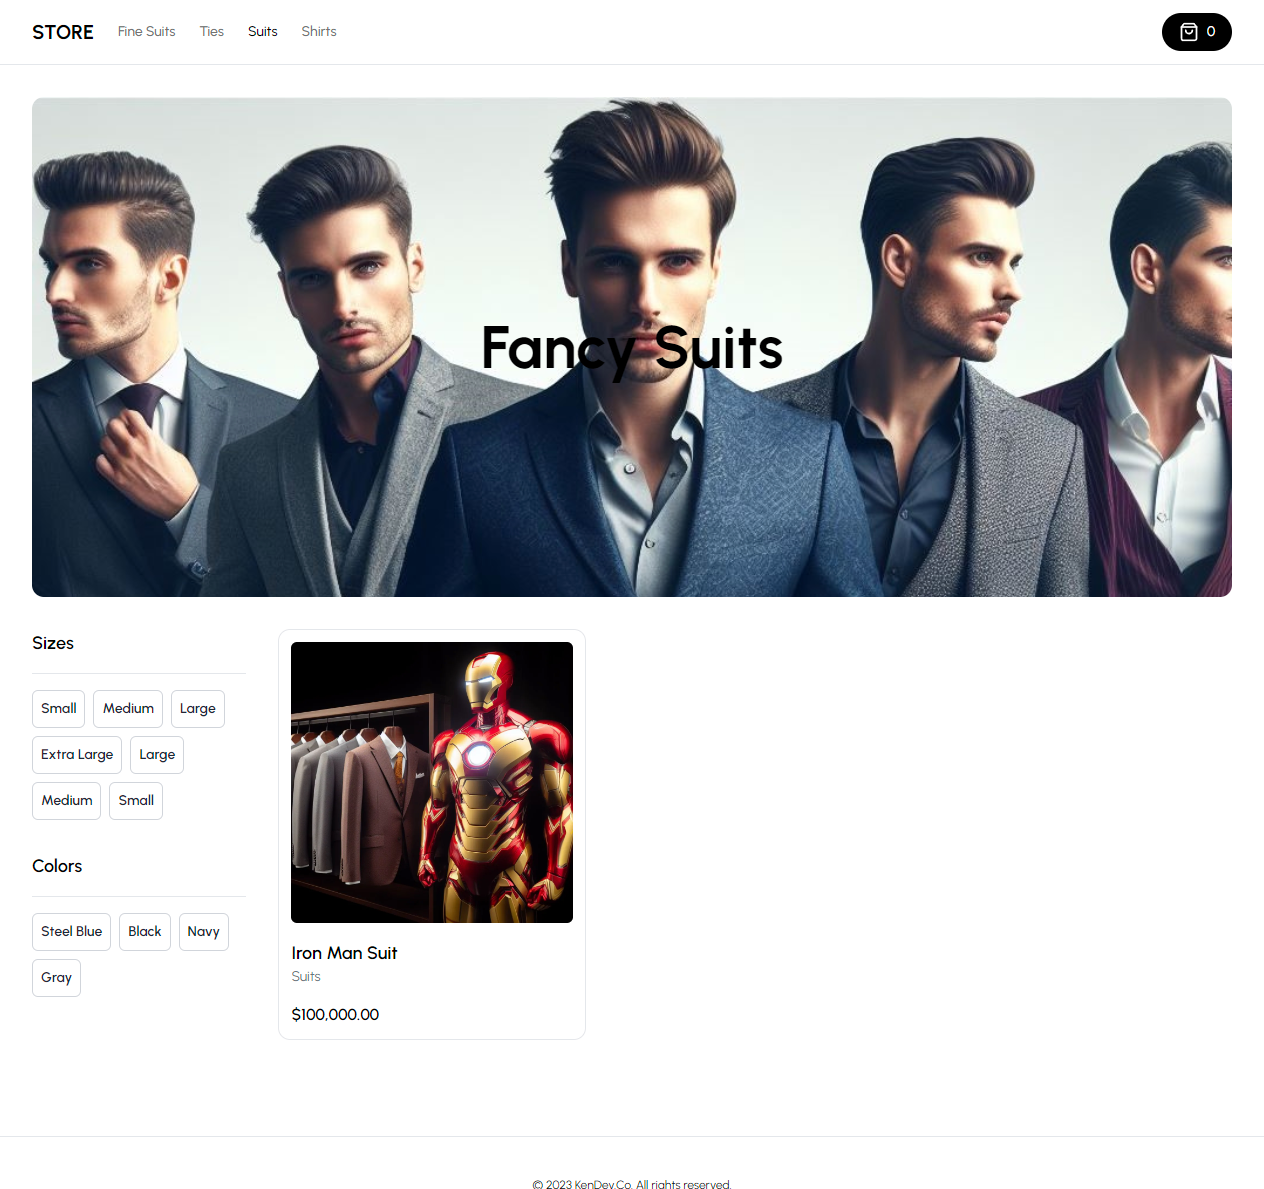 STORE Fine Suits Ties Suits Shirts 0
Fancy Suits
Sizes
Small Medium Large
Extra Large Large
Medium Small
Colors
Steel Blue Black Navy
Gray
Iron Man Suit
Suits
$100,000.00
© 2023 KenDev.Co. All rights reserved.